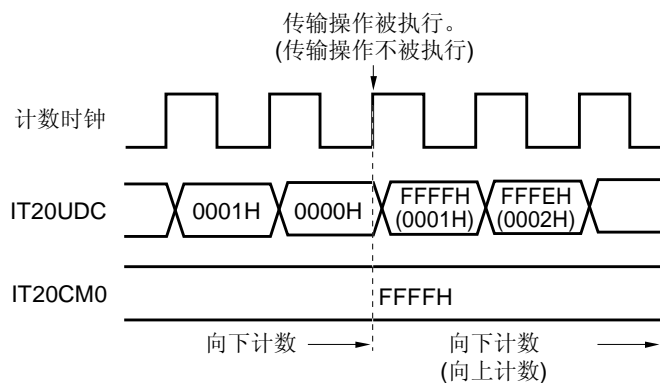 传输操作被执行。
(传输操作不被执行)
计数时钟
IT20UDC
0001H
0000H
FFFFH
(0001H)
FFFEH
(0002H)
IT20CM0
FFFFH
向下计数
向下计数
(向上计数)